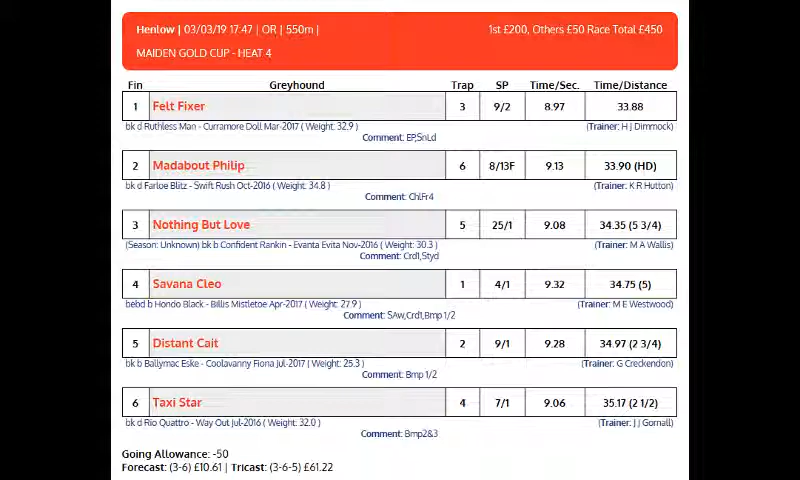 Henlow | 03/03/19 17:47 | OR | 550m | 1st £200, Others £50 Race Total £450
MAIDEN GOLD CUP - HEAT 4
Fin Greyhound Trap SP Time/Sec. Time/Distance
1 Felt Fixer 3 9/2 8.97 33.88
bk d Ruthless Man - Curramore Doll Mar-2017 ( Weight: 32.9 ) (Trainer: H J Dimmock)
Comment: EP,SnLd
2 Madabout Philip 6 8/13F 9.13 33.90 (HD)
bk d Farloe Blitz - Swift Rush Oct-2016 ( Weight: 34.8 ) (Trainer: K R Hutton)
Comment: ChlFr4
3 Nothing But Love 5 25/1 9.08 34.35 (5 3/4)
(Season: Unknown) bk b Confident Rankin - Evanta Evita Nov-2016 ( Weight: 30.3 ) (Trainer: M A Wallis)
Comment: Crd1,Styd
4 Savana Cleo 1 4/1 9.32 34.75 (5)
bebd b Hondo Black - Billis Mistletoe Apr-2017 ( Weight: 27.9 ) (Trainer: M E Westwood)
Comment: SAw,Crd1,Bmp 1/2
5 Distant Cait 2 9/1 9.28 34.97 (2 3/4)
bk b Ballymac Eske - Coolavanny Fiona Jul-2017 ( Weight: 25.3 ) (Trainer: G Creckendon)
Comment: Bmp 1/2
6 Taxi Star 4 7/1 9.06 35.17 (2 1/2)
bk d Rio Quattro - Way Out Jul-2016 ( Weight: 32.0 ) (Trainer: J J Gornall)
Comment: Bmp2&3
Going Allowance: -50
Forecast: (3-6) £10.61 | Tricast: (3-6-5) £61.22